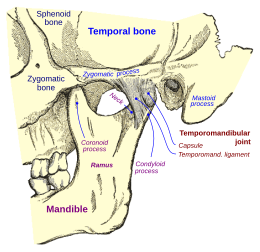 Sphenoid
bone
Temporal bone
Zygomatic
bone
Zygomatic process
Neck
Mastoid
process
Temporomandibular
joint
Capsule
Temporomand. ligament
Coronoid
process
Ramus
Condyloid
process
Mandible